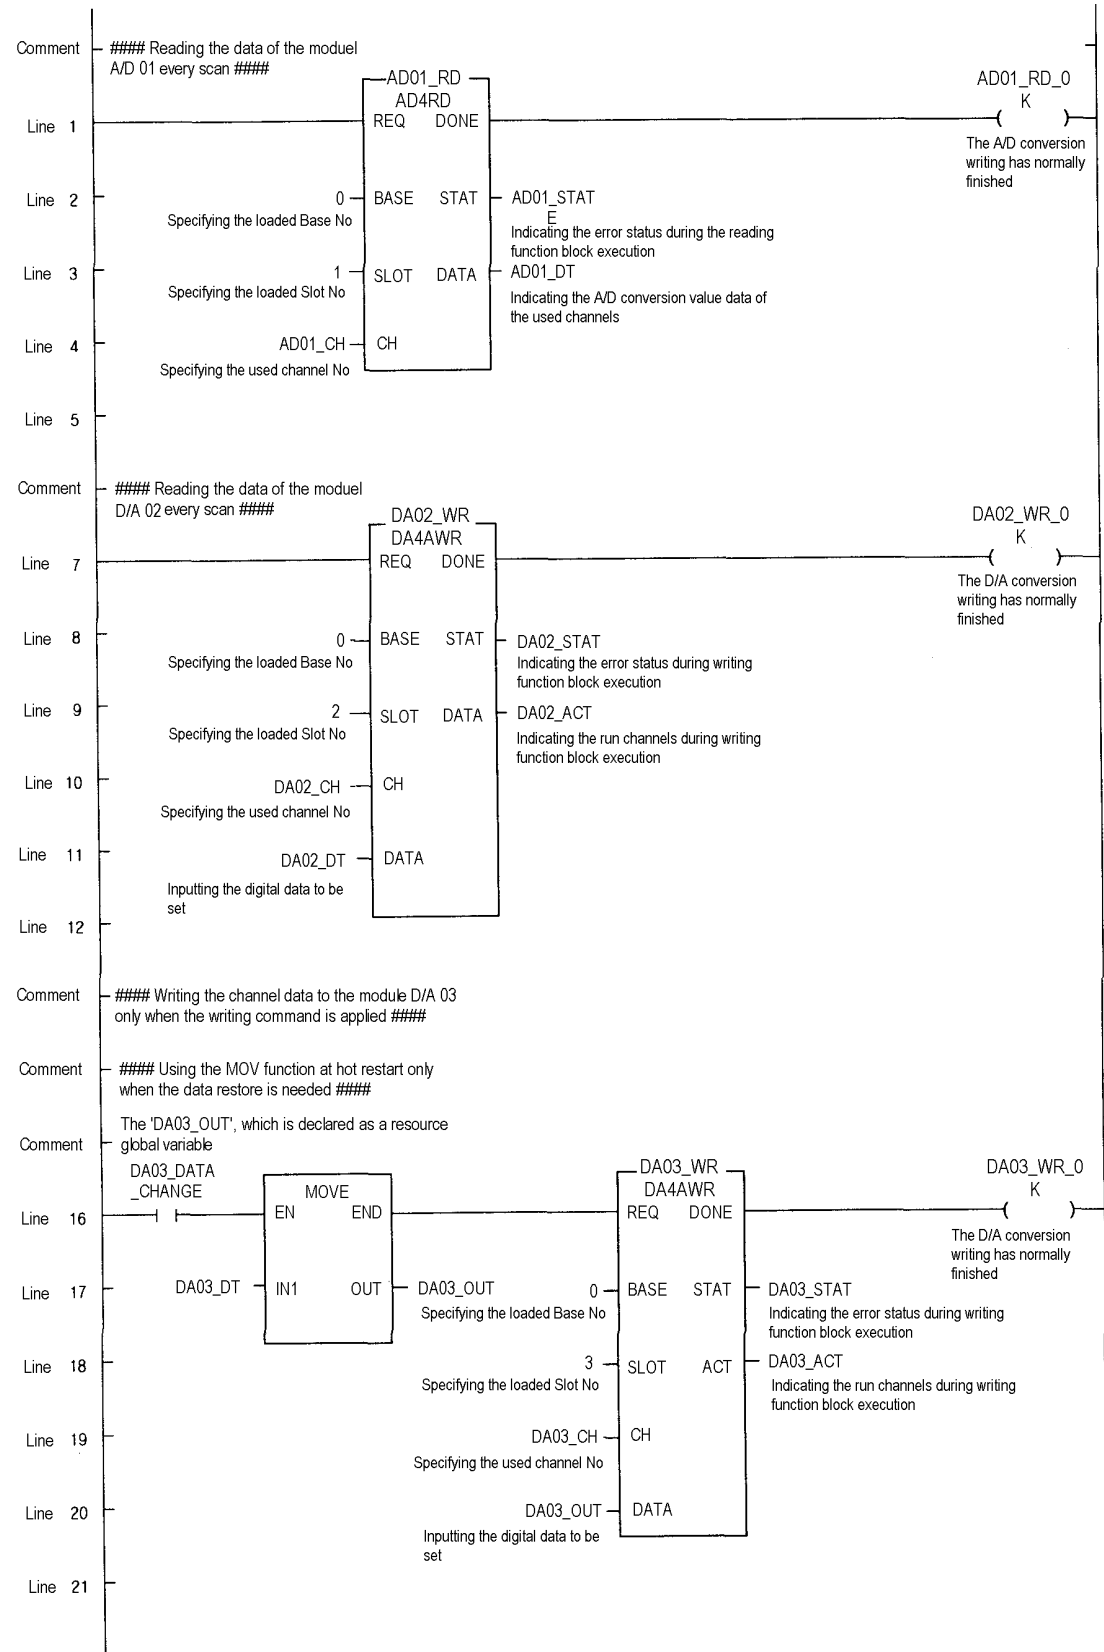 Comment #### Reading the data of the moduel
A/D 01 every scan ####
AD01_RD
AD4RD
AD01_RD_0
K
Line 1 REQ DONE ( )
The A/D conversion
writing has normally
finished
Line 2 0 BASE STAT AD01_STAT
E
Specifying the loaded Base No
Indicating the error status during the reading
function block execution
Line 3 1 SLOT DATA AD01_DT
Specifying the loaded Slot No
Indicating the A/D conversion value data of
the used channels
Line 4 AD01_CH CH
Specifying the used channel No
Line 5
Comment #### Reading the data of the moduel
D/A 02 every scan ####
DA02_WR
DA4AWR
DA02_WR_0
K
Line 7 REQ DONE ( )
The D/A conversion
writing has normally
finished
Line 8 0 BASE STAT DA02_STAT
Specifying the loaded Base No
Indicating the error status during writing
function block execution
Line 9 2 SLOT DATA DA02_ACT
Specifying the loaded Slot No
Indicating the run channels during writing
function block execution
Line 10 DA02_CH CH
Specifying the used channel No
Line 11 DA02_DT DATA
Inputting the digital data to be
set
Line 12
Comment #### Writing the channel data to the module D/A 03
only when the writing command is applied ####
Comment #### Using the MOV function at hot restart only
when the data restore is needed ####
The 'DA03_OUT', which is declared as a resource
Comment global variable
DA03_DATA
_CHANGE
MOVE
DA03_WR
DA4AWR
DA03_WR_0
K
Line 16 EN END REQ DONE ( )
The D/A conversion
writing has normally
finished
Line 17 DA03_DT IN1 OUT DA03_OUT 0 BASE STAT DA03_STAT
Specifying the loaded Base No
Indicating the error status during writing
function block execution
Line 18 3 SLOT ACT DA03_ACT
Specifying the loaded Slot No
Indicating the run channels during writing
function block execution
Line 19 DA03_CH CH
Specifying the used channel No
Line 20 DA03_OUT DATA
Inputting the digital data to be
set
Line 21